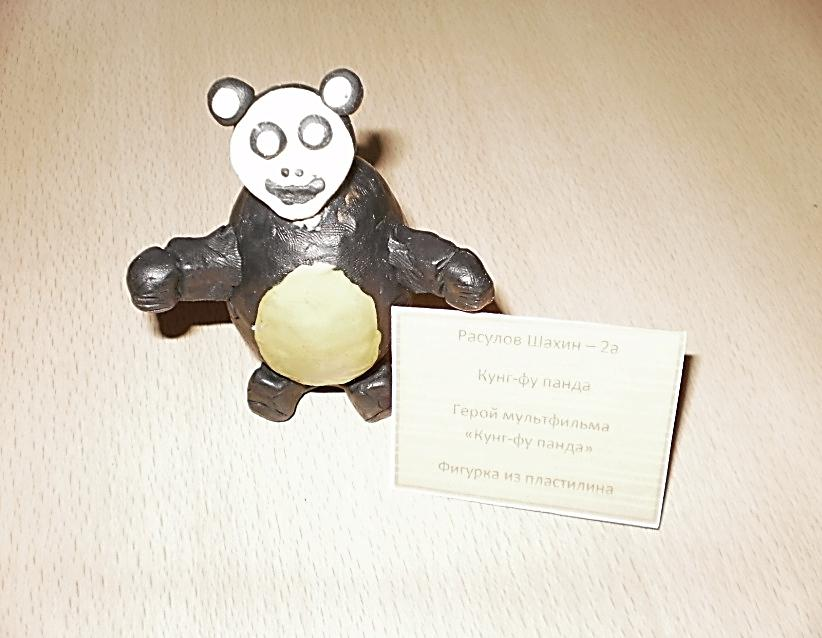 Расулов Шахин – 2а
Кунг-фу панда
Герой мультфильма
«Кунг-фу панда»
Фигурка из пластилина